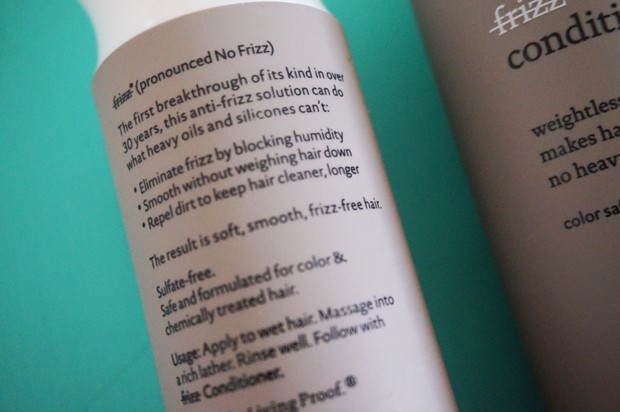 frizz* (pronounced No Frizz)
The first breakthrough of its kind in over
30 years, this anti-frizz solution can do
what heavy oils and silicones can't:
• Eliminate frizz by blocking humidity
• Smooth without weighing hair down
• Repel dirt to keep hair cleaner, longer
The result is soft, smooth, frizz-free hair.
Sulfate-free.
Safe and formulated for color &
chemically treated hair.
Usage: Apply to wet hair. Massage into
a rich lather. Rinse well. Follow with
frizz Conditioner.
Living Proof.®
frizz
conditi
weightless
makes ha
no heav
color saf